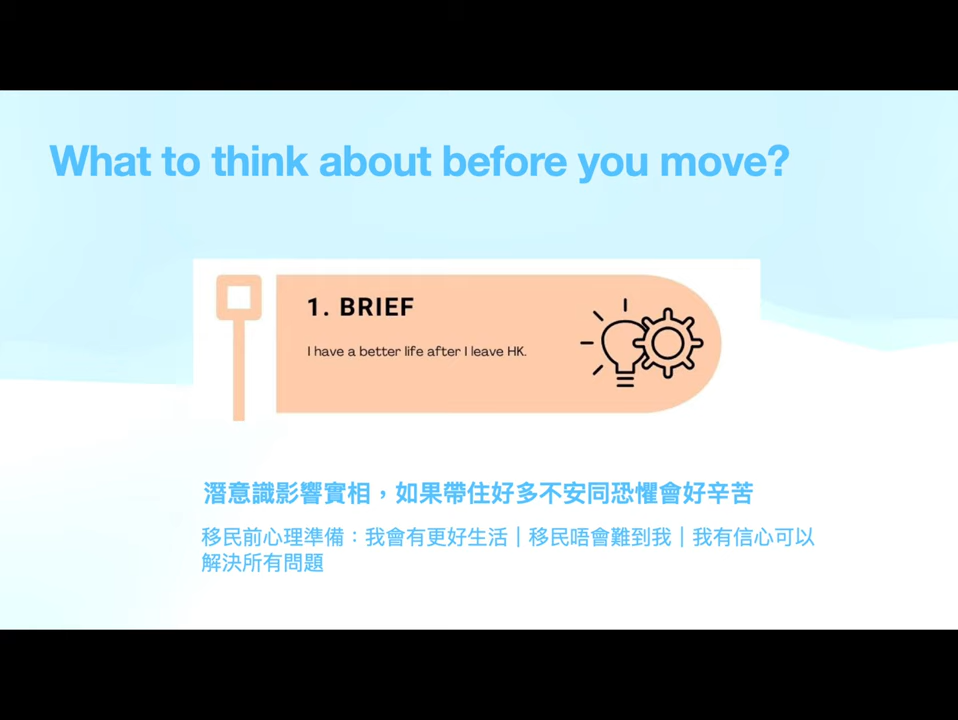 What to think about before you move?
1. BRIEF
I have a better life after I leave HK.
潛意識影響實相，如果帶住好多不安同恐懼會好辛苦
移民前心理準備：我會有更好生活｜移民唔會難到我｜我有信心可以
解決所有問題